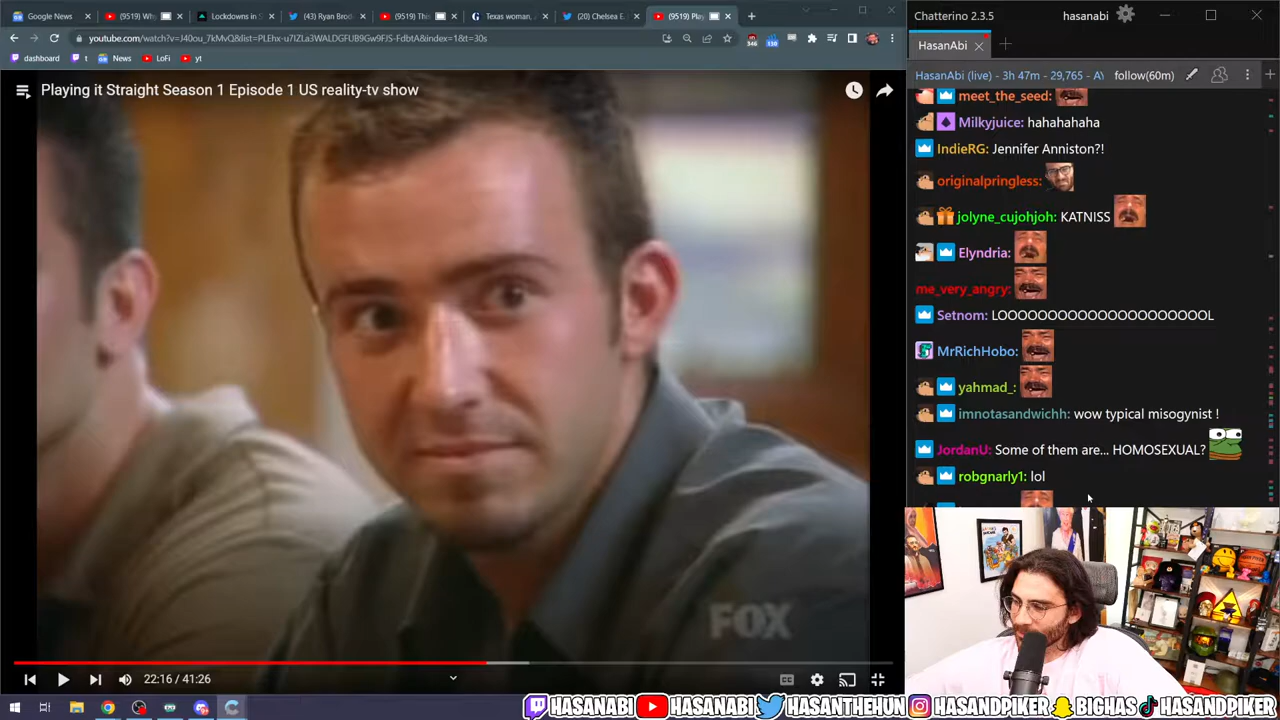 Google News
(9519) Wh
Lockdowns in S
(43) Ryan Brod
(9519) This
Texas woman,
(20) Chelsea E.
(9519) Play
youtube.com/watch?v=J40ou_7kMvQ&list=PLEhx-u7IZLa3WALDGFUB9Gw9FJS-FdbtA&index=1&t=30s
dashboard
t
News
LoFi
yt
Playing it Straight Season 1 Episode 1 US reality-tv show
FOX
22:16 / 41:26
Chatterino 2.3.5
hasanabi
HasanAbi
HasanAbi (live) - 3h 47m - 29,765 - A
follow(60m)
meet_the_seed:
Milkyjuice: hahahahaha
IndieRG: Jennifer Anniston?!
originalpringless:
jolyne_cujohjoh: KATNISS
Elyndria:
me_very_angry:
Setnom: LOOOOOOOOOOOOOOOOOOOOL
MrRichHobo:
yahmad_:
imnotasandwichh: wow typical misogynist !
JordanU: Some of them are... HOMOSEXUAL?
robgnarly1: lol
HASANABI HASANABI HASANTHEHUN HASANDPIKER BIGHAS HASANDPIKER